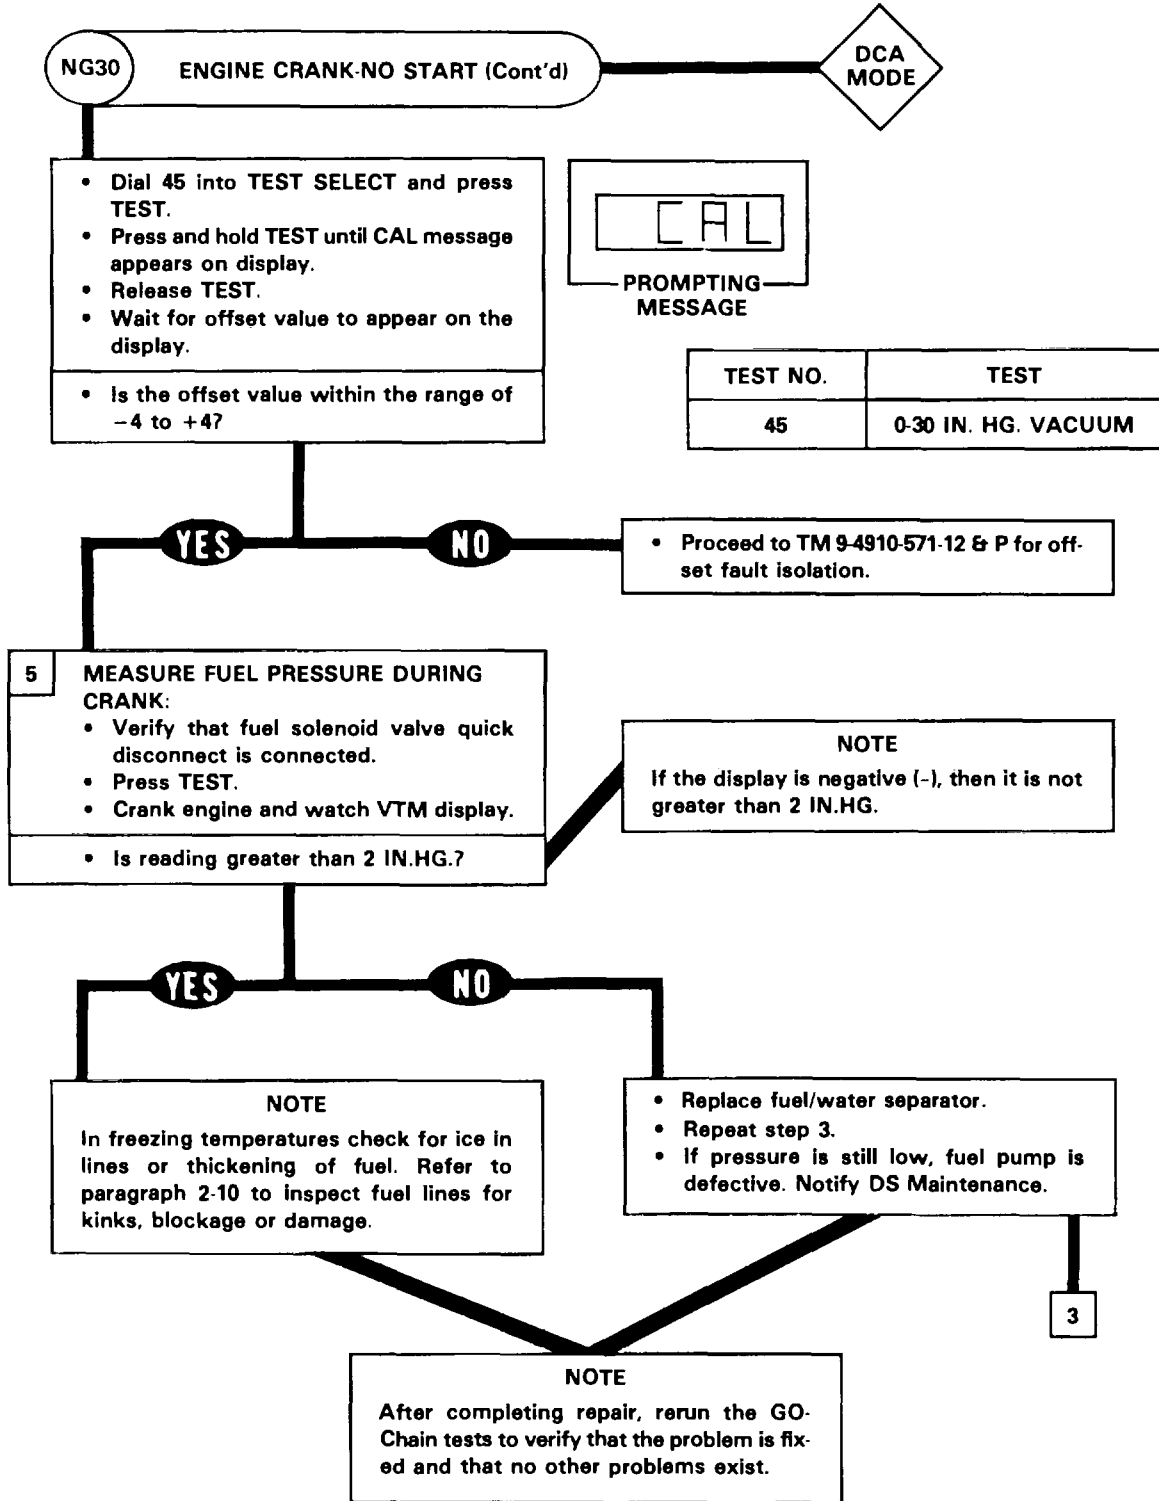 NG30
ENGINE CRANK-NO START (Cont'd)
DCA
MODE
• Dial 45 into TEST SELECT and press
TEST.
• Press and hold TEST until CAL message
appears on display.
• Release TEST.
• Wait for offset value to appear on the
display.
• Is the offset value within the range of
−4 to +4?
CAL
PROMPTING
MESSAGE
TEST NO. TEST
45 0-30 IN. HG. VACUUM
YES
NO
• Proceed to TM 9-4910-571-12 & P for off-
set fault isolation.
5 MEASURE FUEL PRESSURE DURING
CRANK:
• Verify that fuel solenoid valve quick
disconnect is connected.
• Press TEST.
• Crank engine and watch VTM display.
• Is reading greater than 2 IN.HG.?
NOTE
If the display is negative (-), then it is not
greater than 2 IN.HG.
YES
NO
NOTE
In freezing temperatures check for ice in
lines or thickening of fuel. Refer to
paragraph 2-10 to inspect fuel lines for
kinks, blockage or damage.
• Replace fuel/water separator.
• Repeat step 3.
• If pressure is still low, fuel pump is
defective. Notify DS Maintenance.
3
NOTE
After completing repair, rerun the GO-
Chain tests to verify that the problem is fix-
ed and that no other problems exist.